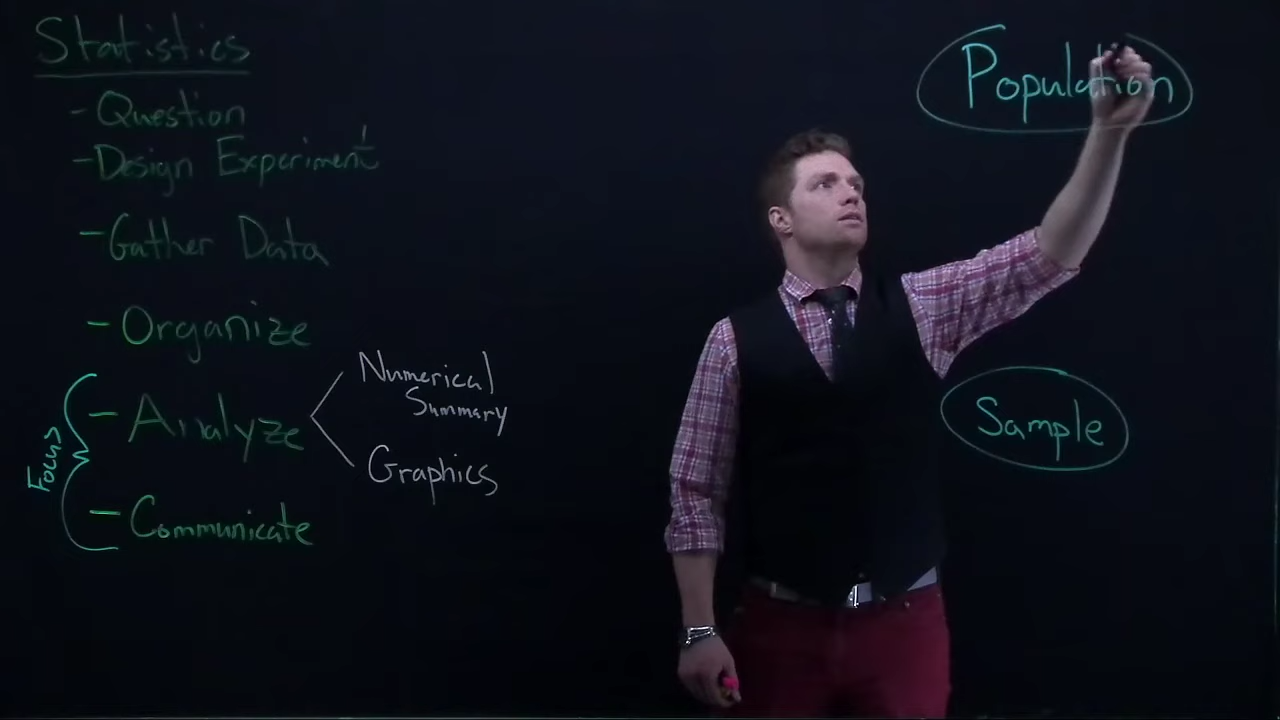 Statistics
- Question
- Design Experiment
- Gather Data
- Organize
- Analyze
Numerical
Summary
Graphics
- Communicate
Focus
Population
Sample